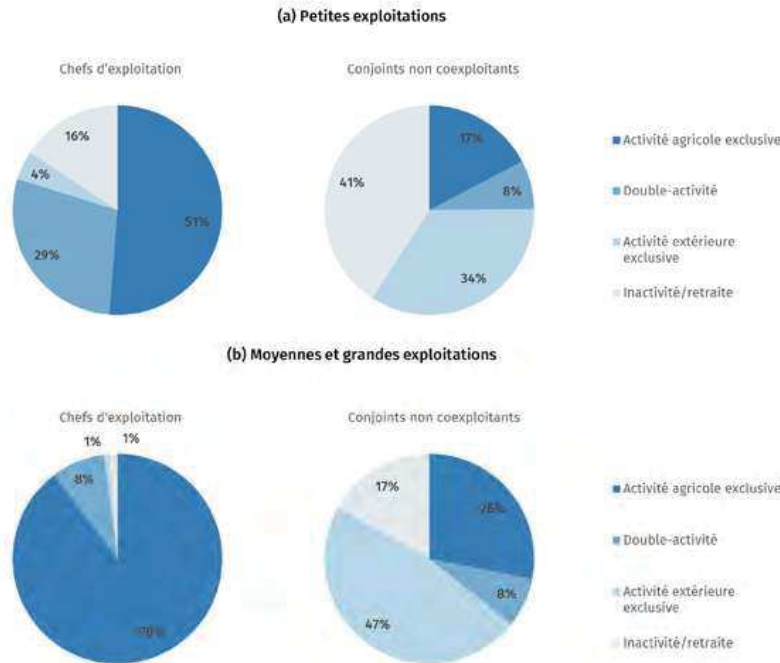 (a) Petites exploitations
Chefs d'exploitation
Conjoints non coexploitants
16%
4%
29%
51%
17%
8%
34%
41%
Activité agricole exclusive
Double-activité
Activité extérieure
exclusive
Inactivité/retraite
(b) Moyennes et grandes exploitations
Chefs d'exploitation
Conjoints non coexploitants
1%
1%
8%
17%
8%
47%
Activité agricole exclusive
Double-activité
Activité extérieure
exclusive
Inactivité/retraite